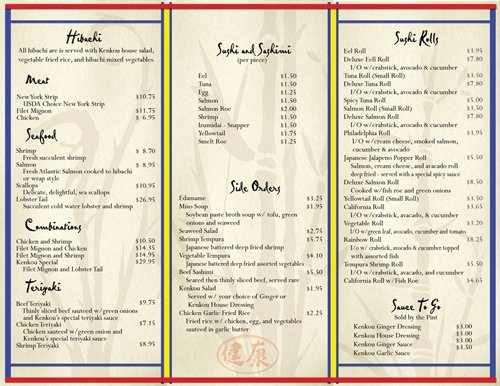 Hibachi
All hibachi are is served with Kenkou house salad,
vegetable fried rice, and hibachi mixed vegetables.
Meat
New York Strip $10.75
USDA Choice New York Strip
Filet Mignon $11.75
Chicken $ 6.95
Seafood
Shrimp $ 8.70
Fresh succulent shrimp
Salmon $ 8.95
Fresh Atlantic Salmon cooked to hibachi
or wrap style
Scallops $10.95
Delicate, delightful, sea scallops
Lobster Tail $26.95
Succulent cold water lobster and shrimp
Combinations
Chicken and Shrimp $10.50
Filet Mignon and Chicken $14.35
Filet Mignon and Shrimp $14.95
Kenkou Special $29.95
Filet Mignon and Lobster Tail
Teriyaki
Beef Teriyaki $9.75
Thinly sliced beef sauteed w/ green onions
and Kenkou's special teriyaki sauce
Chicken Teriyaki $7.15
Chicken sauteed w/ green onion and
Kenkou's special teriyaki sauce
Shrimp Teriyaki $8.95
Sushi and Sashimi
(per piece)
Eel $1.50
Tuna $1.50
Egg $1.25
Salmon $1.50
Salmon Roe $2.00
Shrimp $1.50
Izumidai - Snapper $1.50
Yellowtail $1.75
Smelt Roe $1.25
Side Orders
Edamame $3.25
Miso Soup $1.95
Soybean paste broth soup w/ tofu, green
onions and seaweed
Seaweed Salad $2.75
Shrimp Tempura $5.75
Japanese battered deep fried shrimp
Vegetable Tempura $4.10
Japanese battered deep fried assorted vegetables
Beef Sashimi $5.50
Seared then thinly sliced beef, served rare
Kenkou Salad $1.95
Served w/ your choice of Ginger or
Kenkou House Dressing
Chicken Garlic Fried Rice $2.25
Fried rice w/ chicken, egg, and vegetables
sauteed in garlic butter
健康
Sushi Rolls
Eel Roll $3.95
Deluxe Eell Roll $7.80
I/O w/crabstick, avocado & cucumber
Tuna Roll (Small Roll) $3.50
Deluxe Tuna Roll $7.80
I/O w/crabstick, avocado & cucumber
Spicy Tuna Roll $5.00
Salmon Roll (Small Roll) $3.50
Deluxe Salmon Roll $7.80
I/O w/crabstick, avocado & cucumber
Philadelphia Roll $3.95
I/O w/cream cheese, smoked salmon,
cucumber & avocado
Japanese Jalapeno Popper Roll $5.50
Salmon, cream cheese, and avocado roll
deep fried - served with a special spicy sauce
Deluxe Salmon Roll $8.50
Cooked w/fish roe and green onions
Yellowtail Roll (Small Roll) $3.50
California Roll $3.65
I/O w/crabstick, avocado, & cucumber
Vegetable Roll $3.20
I/O w/green leaf, avocado, cucumber and tomato
Rainbow Roll $8.25
I/o w/ crabstick, avocado & cucumber topped
with assorted fish
Tempura Shrimp Roll $5.50
I/O w/crabstick, avocado, and cucumber
California Roll w/Fish Roe $4.65
Sauce To Go
Sold by the Pint
Kenkou Ginger Dressing $3.00
Kenkou House Dressing $3.00
Kenkou Ginger Sauce $3.00
Kenkou Garlic Sauce $3.50